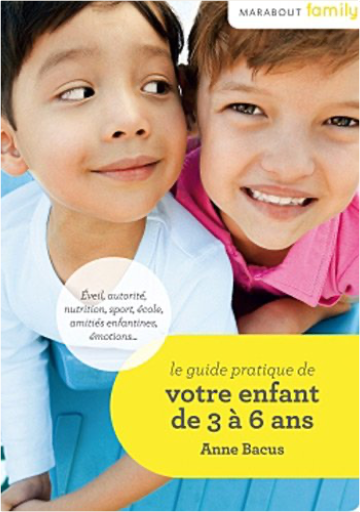 MARABOUT family
Éveil, autorité,
nutrition, sport, école,
amitiés enfantines,
émotions...
le guide pratique de
votre enfant
de 3 à 6 ans
Anne Bacus